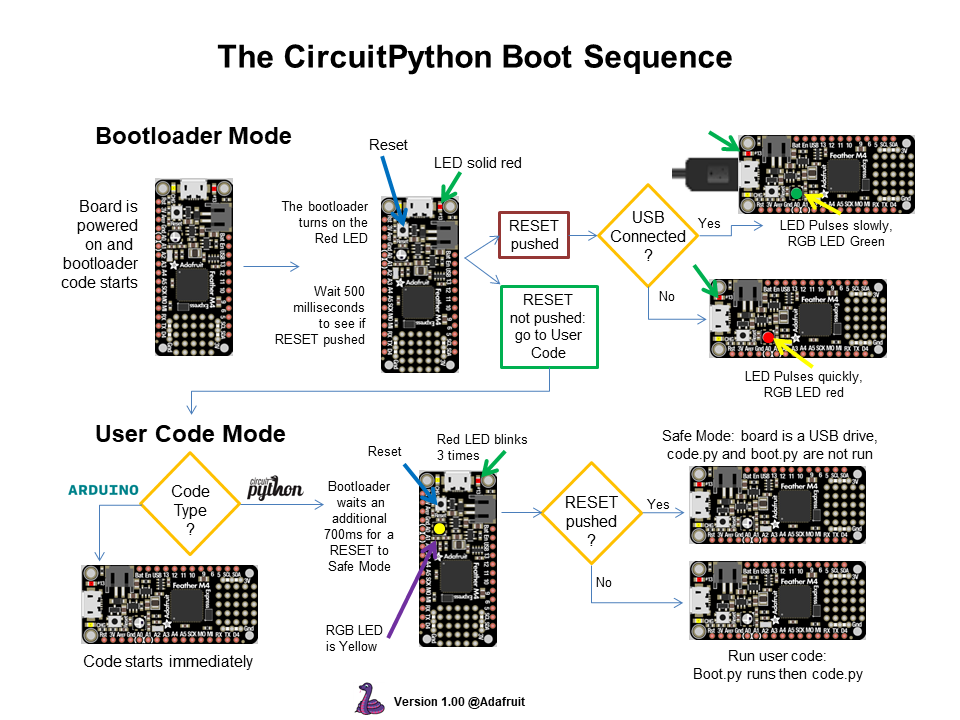 The CircuitPython Boot Sequence
Bootloader Mode
Board is
powered
on and
bootloader
code starts
Reset
LED solid red
The bootloader
turns on the
Red LED
Wait 500
milliseconds
to see if
RESET pushed
RESET
pushed
RESET
not pushed:
go to User
Code
USB
Connected
?
Yes
No
LED Pulses slowly,
RGB LED Green
LED Pulses quickly,
RGB LED red
User Code Mode
ARDUINO
Code
Type
?
circuit
python
Code starts immediately
Bootloader
waits an
additional
700ms for a
RESET to
Safe Mode
Reset
Red LED blinks
3 times
RGB LED
is Yellow
RESET
pushed
?
Yes
No
Safe Mode: board is a USB drive,
code.py and boot.py are not run
Run user code:
Boot.py runs then code.py
Feather M4
Express
Adafruit
Version 1.00 @Adafruit